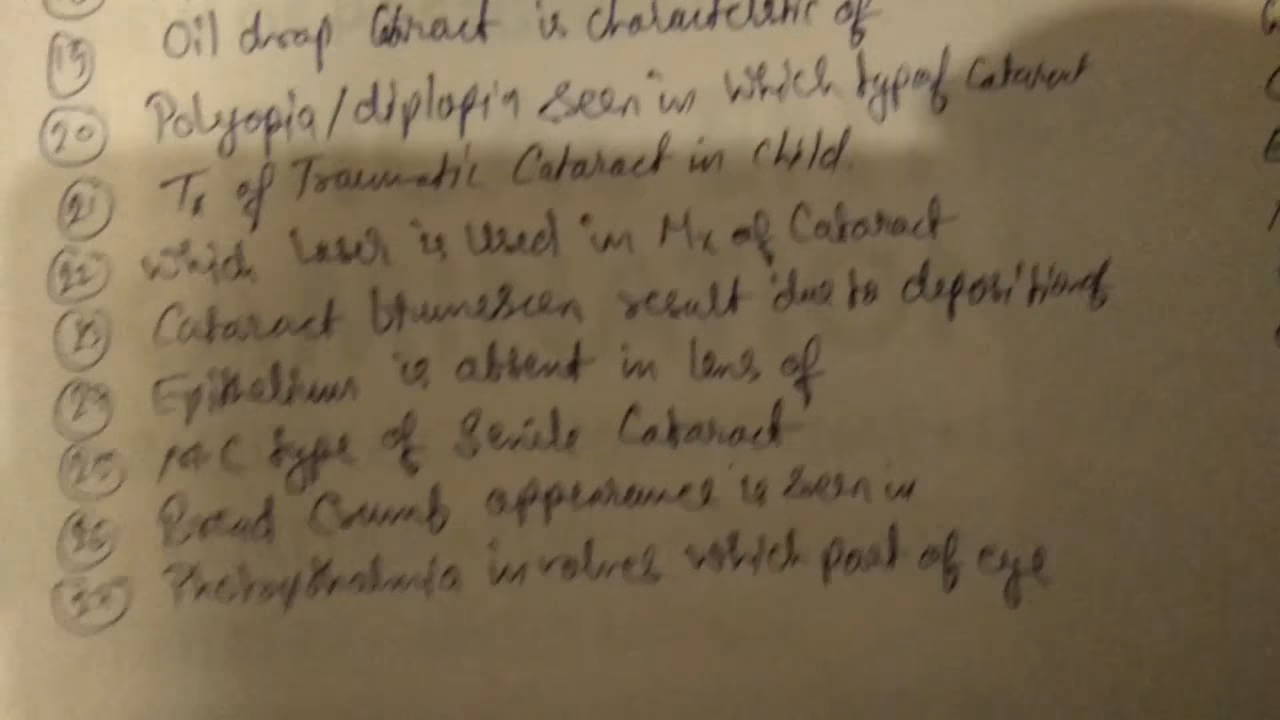 19 Oil drop Cataract is characteristic of
20 Polyopia/diplopia seen in which typ of Cataract
21 Tx of Traumatic Cataract in child.
22 Which Laser is Used in Mx of Cataract
23 Cataract result due to deposition of
24 Epithelium is absent in lens of
25 M C type of Senile Cataract
26 Bread Crumb appearance is seen in
27 Photophthalmia involves which part of eye